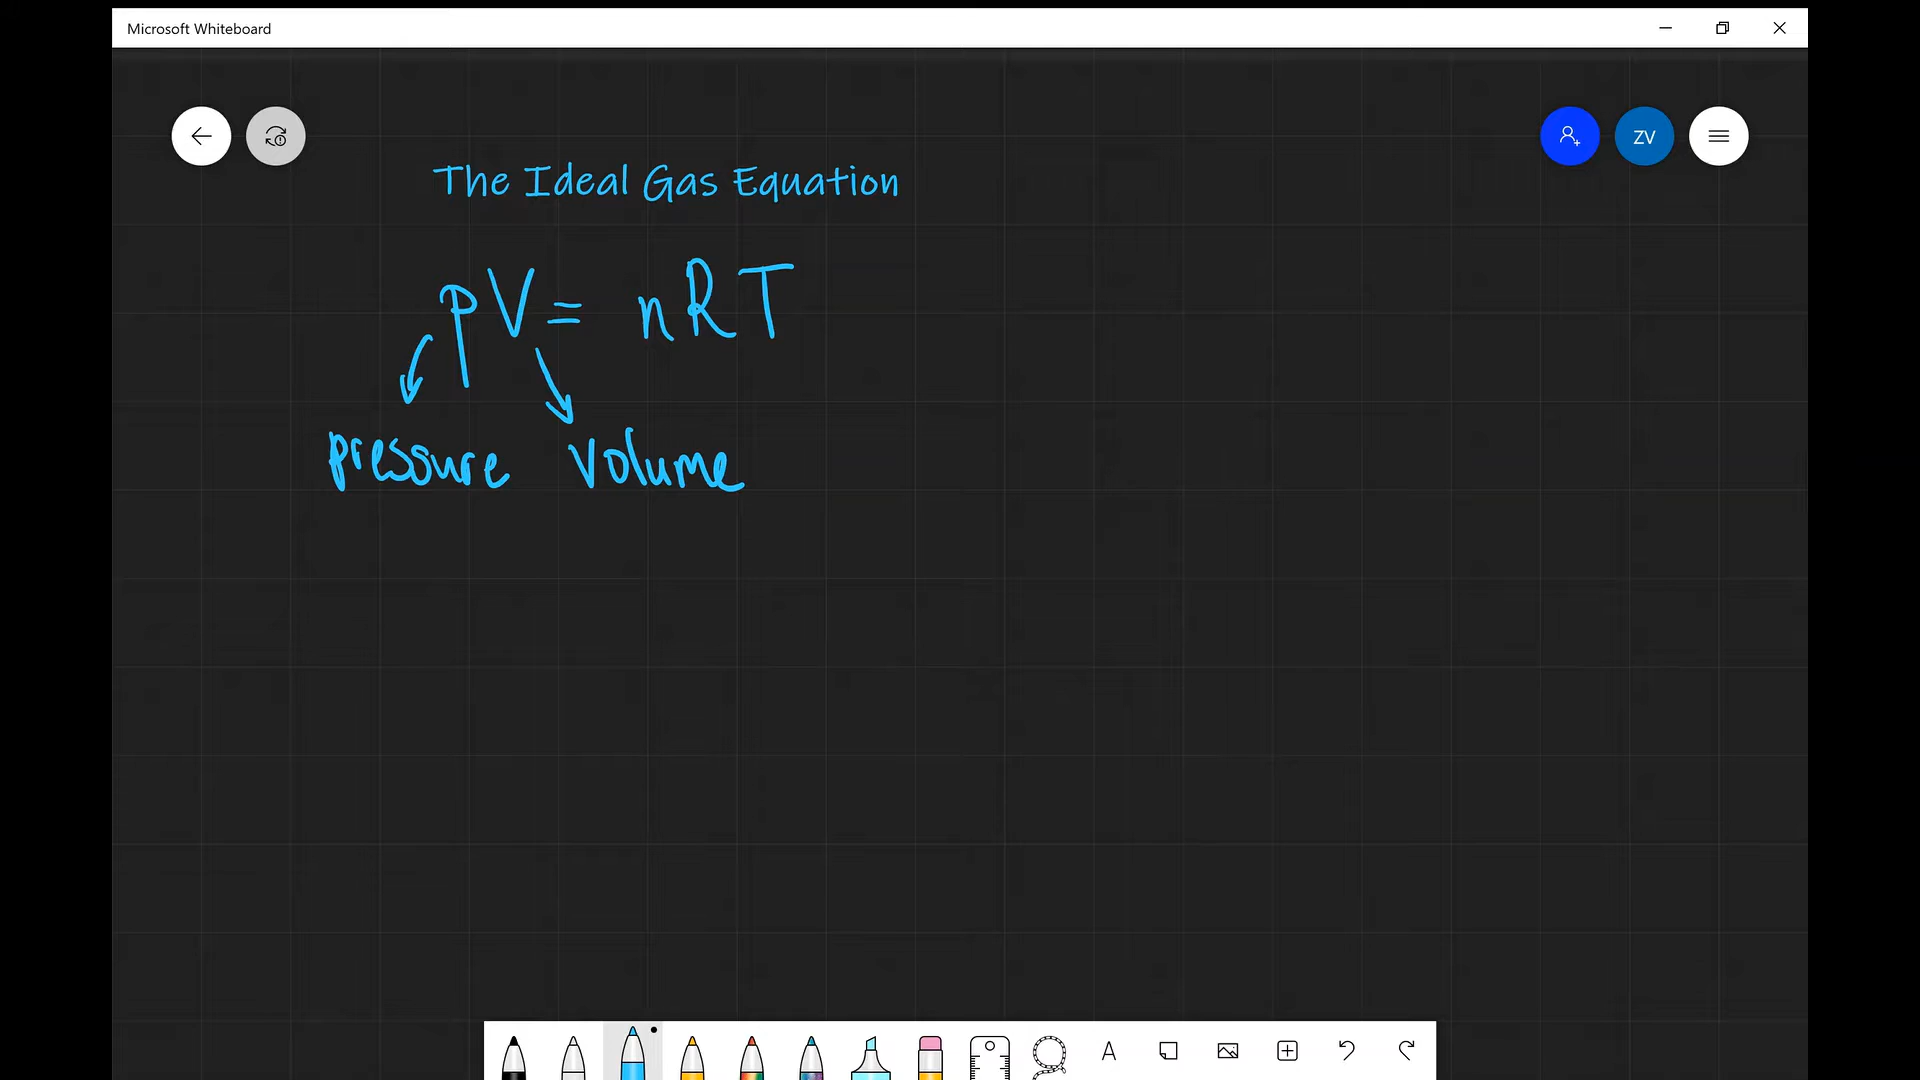 Microsoft Whiteboard
ZV
The Ideal Gas Equation
pV = nRT
pressure volume
A